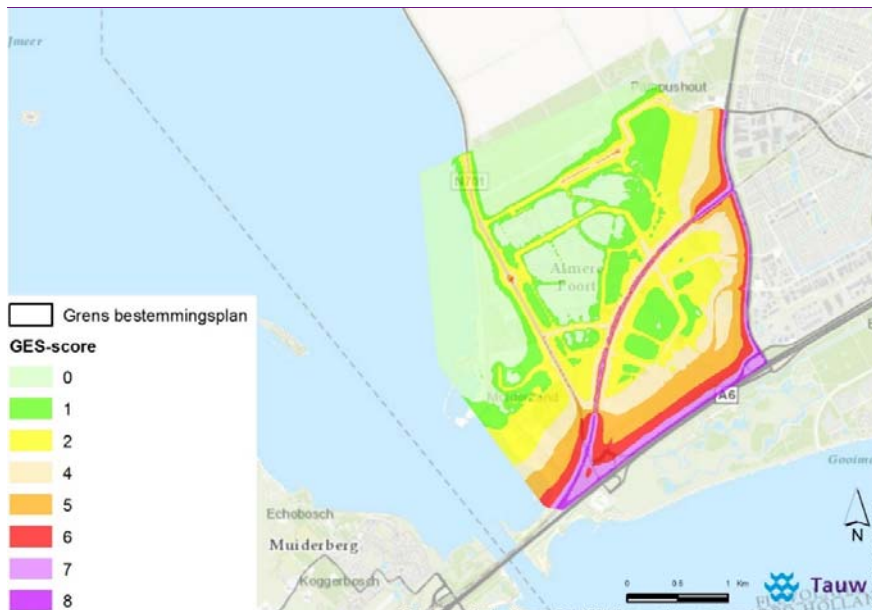 IJmeer
Pampushout
N701
Almere
Poort
Muiderzand
A6
Gooime
Echobosch
Muiderberg
Koggerbosch
Grens bestemmingsplan
GES-score
0
1
2
4
5
6
7
8
N
0 0.5 1 Km
Tauw